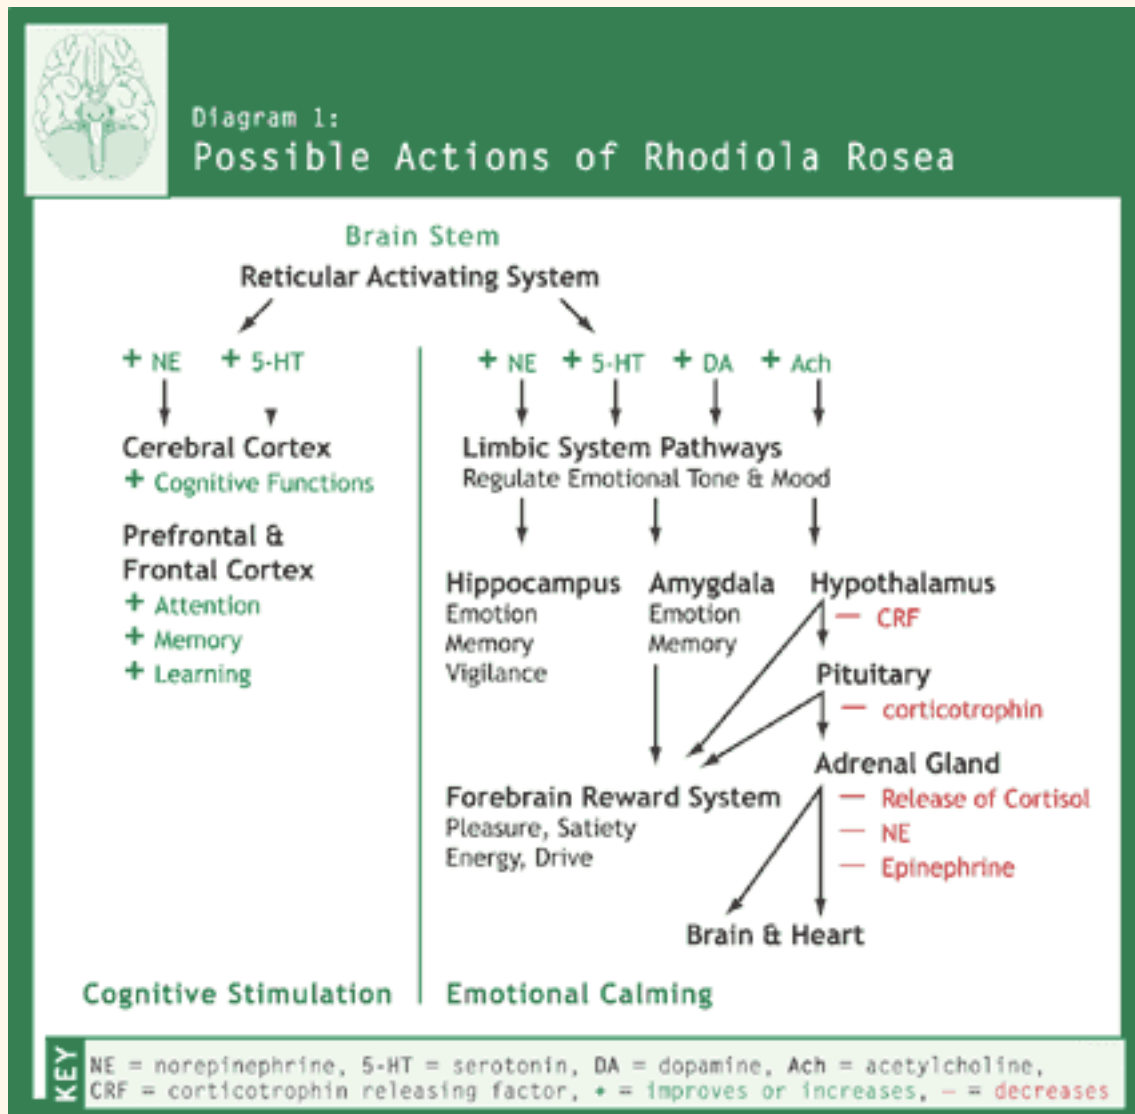 Diagram 1:
Possible Actions of Rhodiola Rosea
Brain Stem
Reticular Activating System
+ NE + 5-HT
Cerebral Cortex
+ Cognitive Functions
Prefrontal &
Frontal Cortex
+ Attention
+ Memory
+ Learning
Cognitive Stimulation
+ NE + 5-HT + DA + Ach
Limbic System Pathways
Regulate Emotional Tone & Mood
Hippocampus
Emotion
Memory
Vigilance
Amygdala
Emotion
Memory
Hypothalamus
— CRF
Pituitary
— corticotrophin
Adrenal Gland
— Release of Cortisol
— NE
— Epinephrine
Forebrain Reward System
Pleasure, Satiety
Energy, Drive
Brain & Heart
Emotional Calming
KEY
NE = norepinephrine, 5-HT = serotonin, DA = dopamine, Ach = acetylcholine,
CRF = corticotrophin releasing factor, + = improves or increases, — = decreases